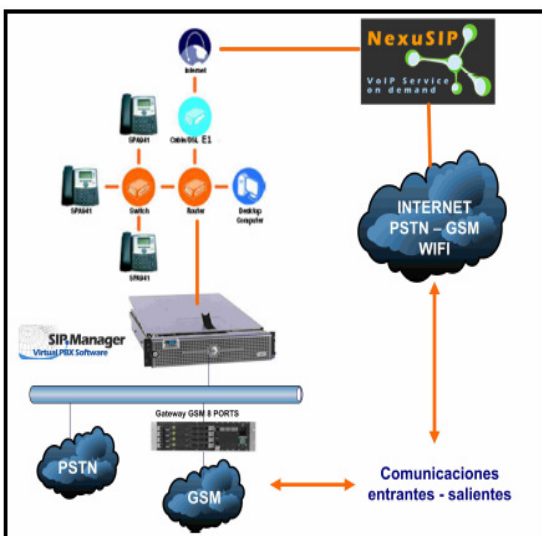 NexuSIP
VoIP Service
on demand
Internet
SPA941
Cable/DSL E1
SPA941
Switch
Router
Desktop
Computer
SPA941
INTERNET
PSTN – GSM
WIFI
SIP Manager
Virtual PBX Software
Gateway GSM 8 PORTS
PSTN
GSM
Comunicaciones
entrantes - salientes